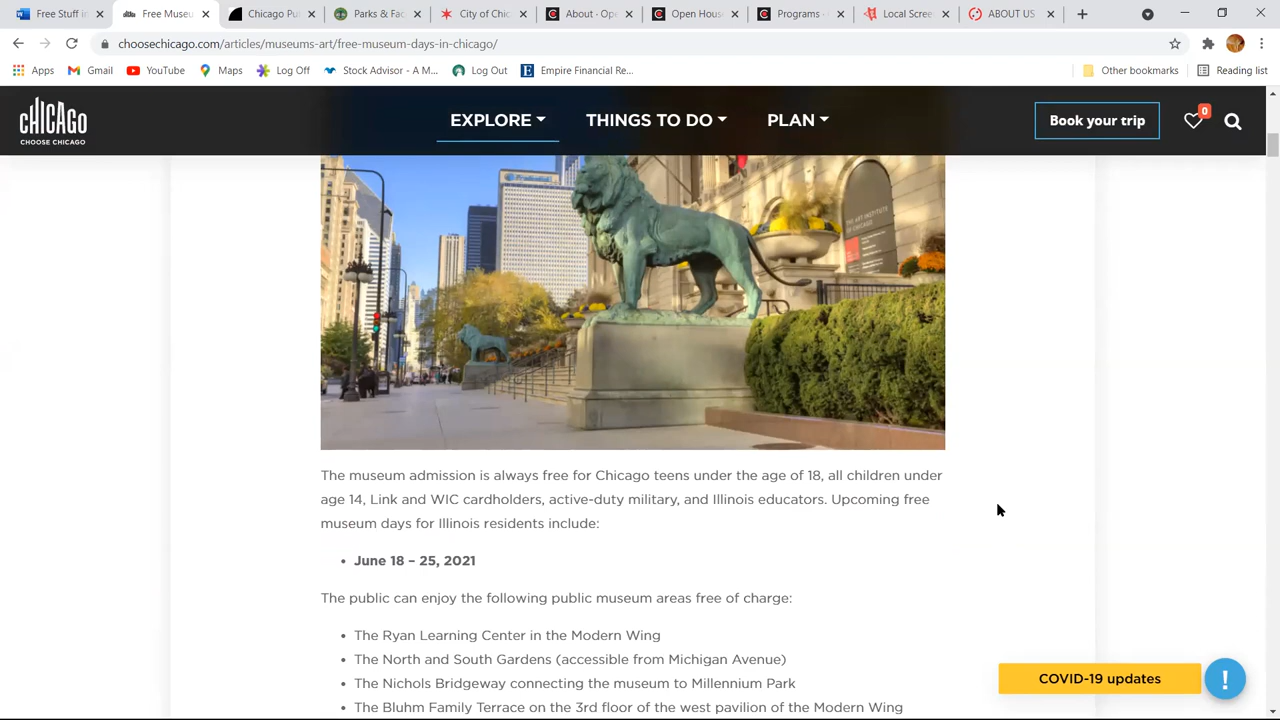 Free Stuff in
Free Museu
Chicago Pu
Parks & Fac
City of Chic
About - Ope
Open Hous
Programs -
Local Scree
ABOUT US
choosechicago.com/articles/museums-art/free-museum-days-in-chicago/
Apps
Gmail
YouTube
Maps
Log Off
Stock Advisor - A M...
Log Out
Empire Financial Re...
Other bookmarks
Reading list
CHICAGO
CHOOSE CHICAGO
EXPLORE
THINGS TO DO
PLAN
Book your trip
0
THE ART INSTITUTE
OF CHICAGO
The museum admission is always free for Chicago teens under the age of 18, all children under
age 14, Link and WIC cardholders, active-duty military, and Illinois educators. Upcoming free
museum days for Illinois residents include:
• June 18 – 25, 2021
The public can enjoy the following public museum areas free of charge:
• The Ryan Learning Center in the Modern Wing
• The North and South Gardens (accessible from Michigan Avenue)
• The Nichols Bridgeway connecting the museum to Millennium Park
• The Bluhm Family Terrace on the 3rd floor of the west pavilion of the Modern Wing
COVID-19 updates
!